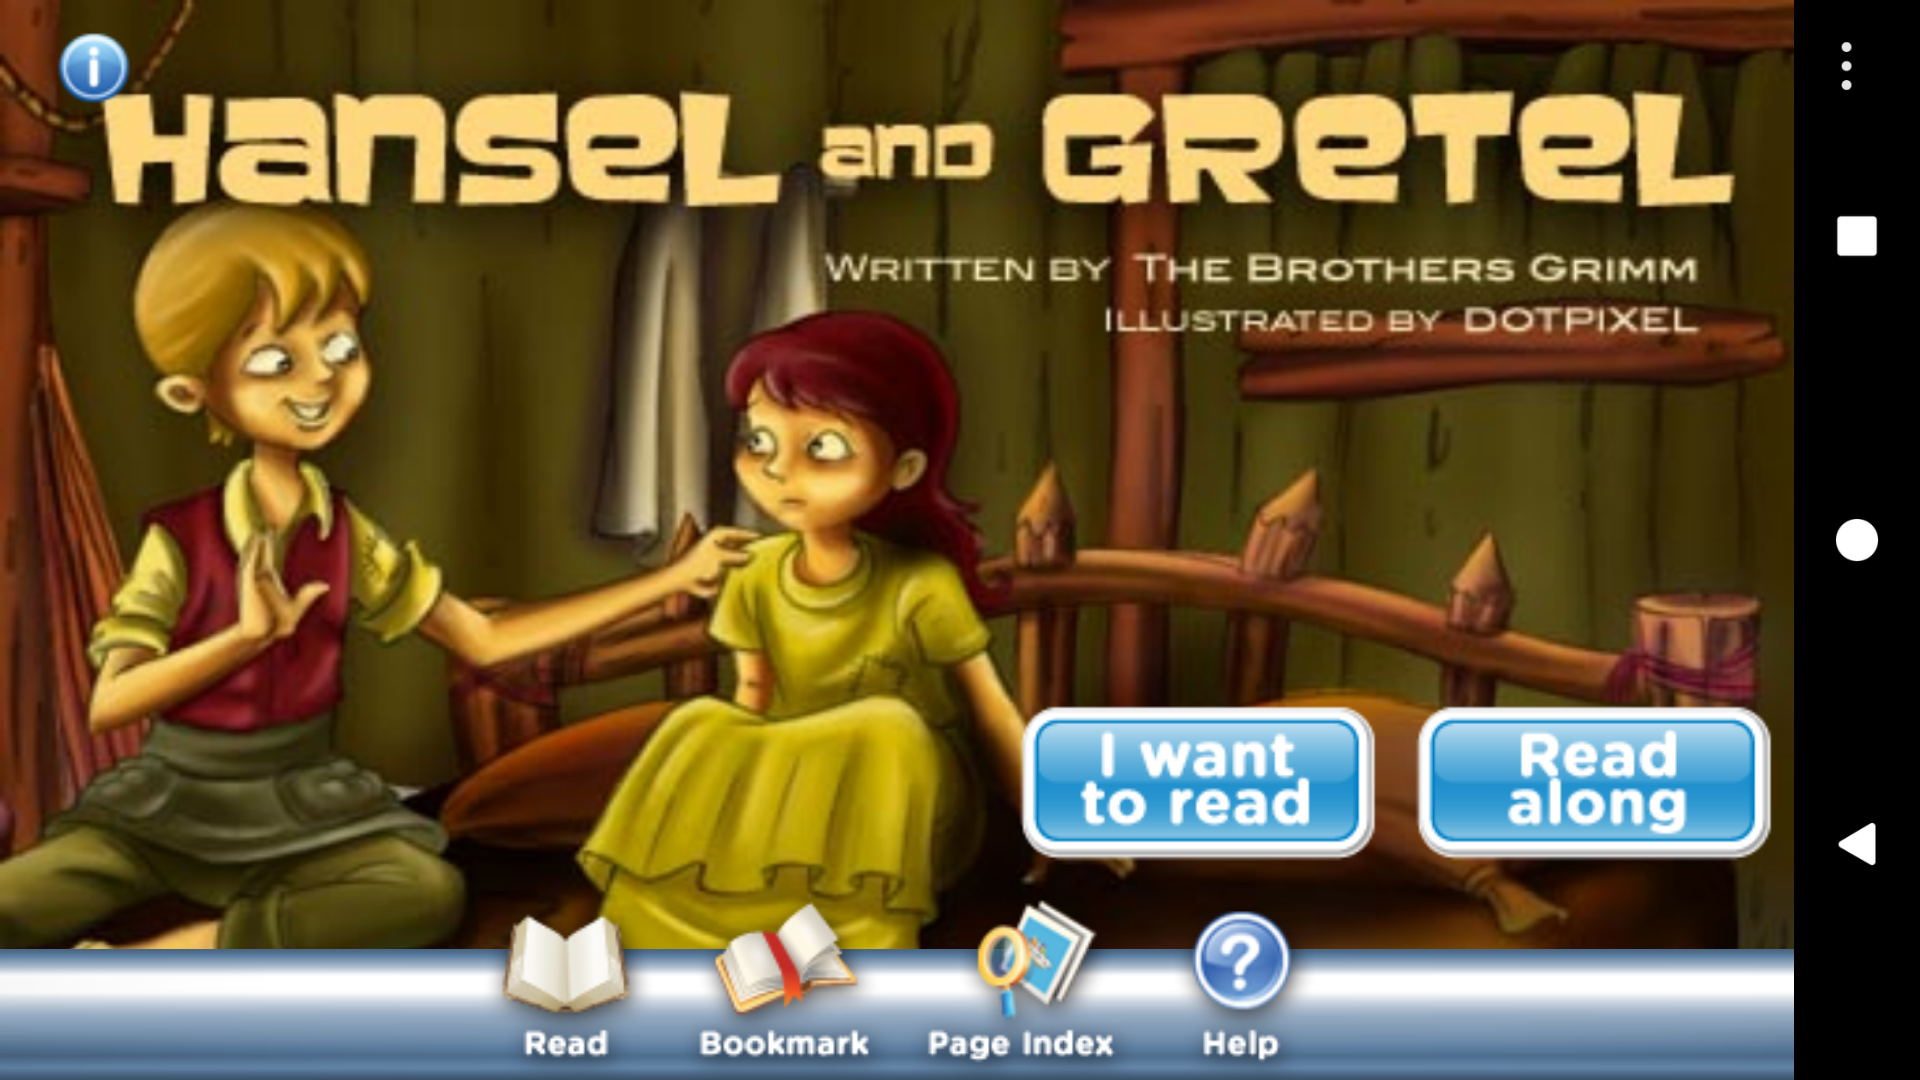 Hansel and Gretel
Written by The Brothers Grimm
Illustrated by DOTPIXEL
I want
to read
Read
along
Read
Bookmark
Page Index
Help